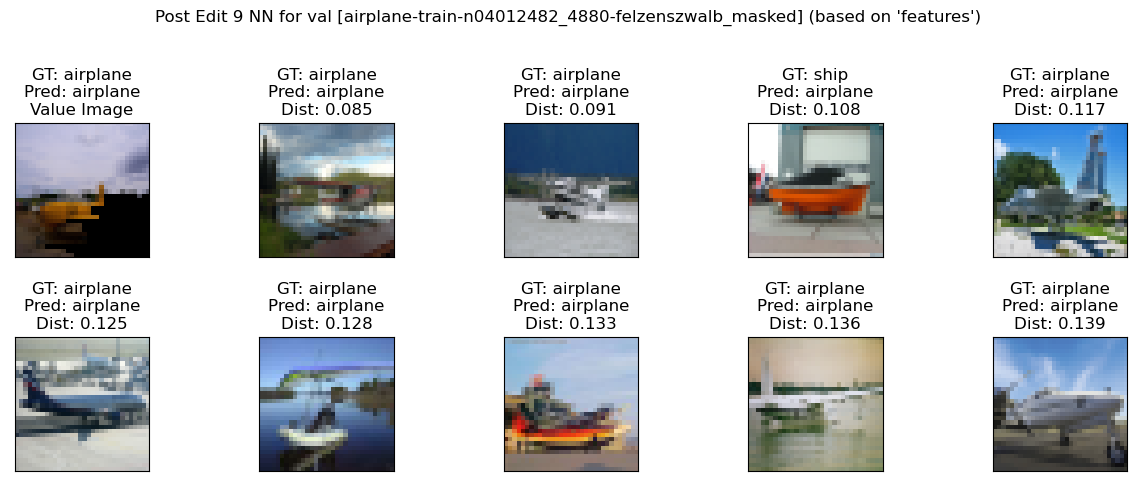 Post Edit 9 NN for val [airplane-train-n04012482_4880-felzenszwalb_masked] (based on 'features')
GT: airplane
Pred: airplane
Value Image
GT: airplane
Pred: airplane
Dist: 0.085
GT: airplane
Pred: airplane
Dist: 0.091
GT: ship
Pred: airplane
Dist: 0.108
GT: airplane
Pred: airplane
Dist: 0.117
GT: airplane
Pred: airplane
Dist: 0.125
GT: airplane
Pred: airplane
Dist: 0.128
GT: airplane
Pred: airplane
Dist: 0.133
GT: airplane
Pred: airplane
Dist: 0.136
GT: airplane
Pred: airplane
Dist: 0.139